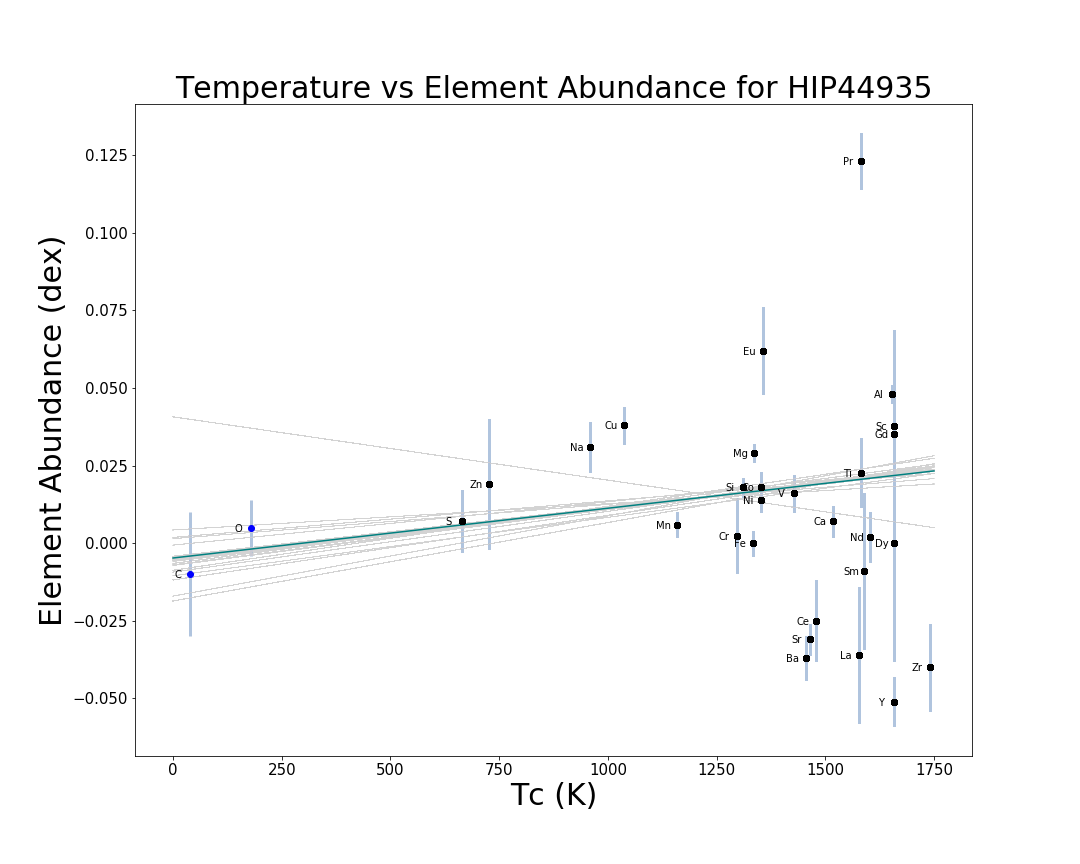 Temperature vs Element Abundance for HIP44935
Element Abundance (dex)
0.125
0.100
0.075
0.050
0.025
0.000
−0.025
−0.050
Pr
Eu
Al
Cu
Sc
Gd
Na
Mg
Ti
Zn
Si
Co
V
Ni
S
Ca
Mn
O
Cr
Nd
Fe
Dy
C
Sm
Ce
Sr
La
Ba
Zr
Y
0
250
500
750
1000
1250
1500
1750
Tc (K)